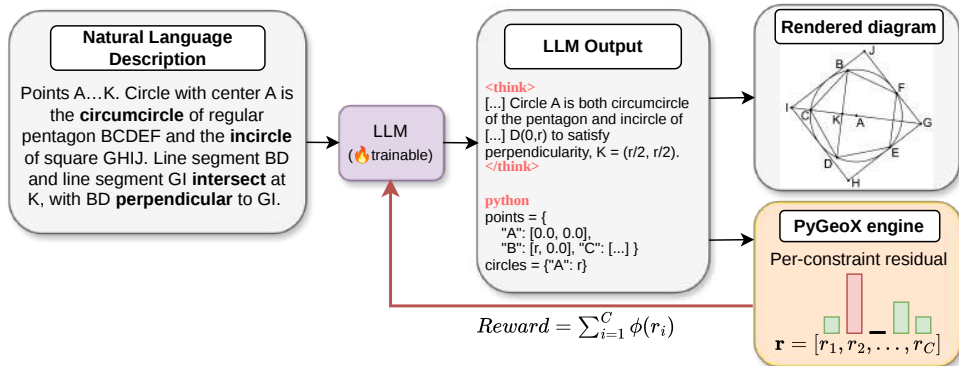 Natural Language
Description
Points A…K. Circle with center A is
the circumcircle of regular
pentagon BCDEF and the incircle
of square GHIJ. Line segment BD
and line segment GI intersect at
K, with BD perpendicular to GI.
LLM
(🔥trainable)
LLM Output
<think>
[...] Circle A is both circumcircle
of the pentagon and incircle of
[...] D(0,r) to satisfy
perpendicularity, K = (r/2, r/2).
</think>
python
points = {
"A": [0.0, 0.0],
"B": [r, 0.0], "C": [...] }
circles = {"A": r}
Rendered diagram
J
B
F
I
C
K
A
G
D
E
H
PyGeoX engine
Per-constraint residual
r = [r₁, r₂, . . . , r_C]
Reward = ∑_{i=1}^{C} ϕ(r_i)